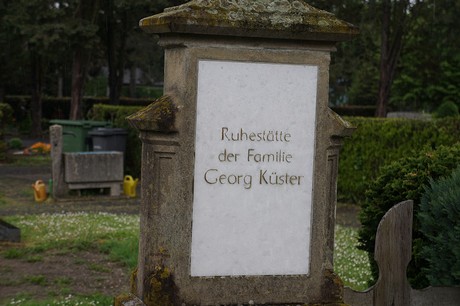 Ruhestätte
der Familie
Georg Küster